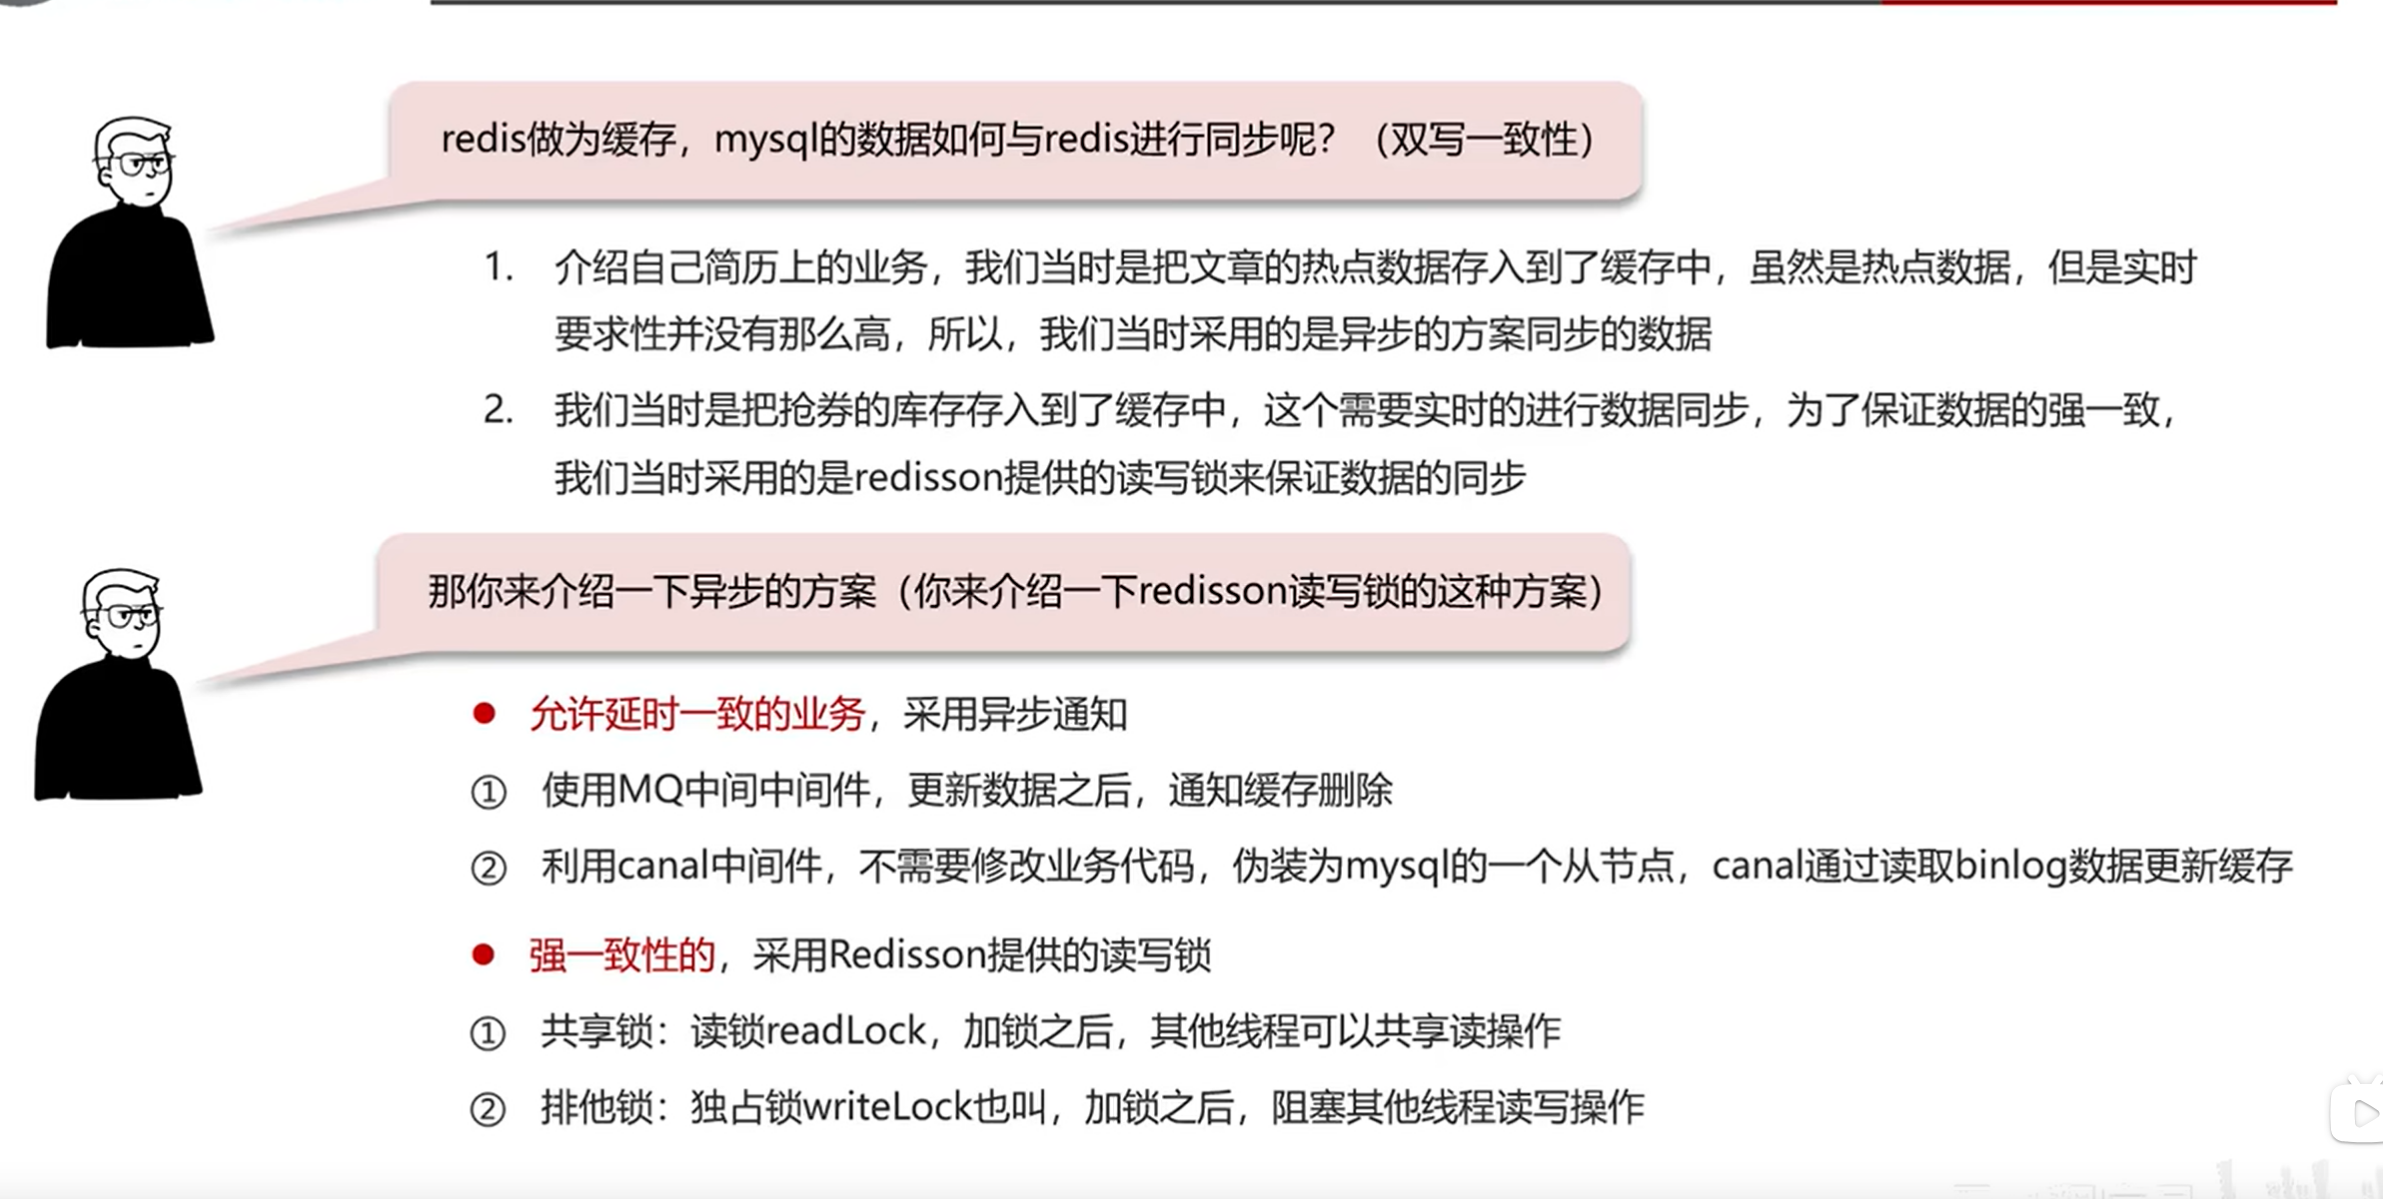 redis做为缓存，mysql的数据如何与redis进行同步呢？（双写一致性）
1. 介绍自己简历上的业务，我们当时是把文章的热点数据存入到了缓存中，虽然是热点数据，但是实时
要求性并没有那么高，所以，我们当时采用的是异步的方案同步的数据
2. 我们当时是把抢券的库存存入到了缓存中，这个需要实时的进行数据同步，为了保证数据的强一致，
我们当时采用的是redisson提供的读写锁来保证数据的同步
那你来介绍一下异步的方案（你来介绍一下redisson读写锁的这种方案）
● 允许延时一致的业务，采用异步通知
① 使用MQ中间中间件，更新数据之后，通知缓存删除
② 利用canal中间件，不需要修改业务代码，伪装为mysql的一个从节点，canal通过读取binlog数据更新缓存
● 强一致性的，采用Redisson提供的读写锁
① 共享锁：读锁readLock，加锁之后，其他线程可以共享读操作
② 排他锁：独占锁writeLock也叫，加锁之后，阻塞其他线程读写操作